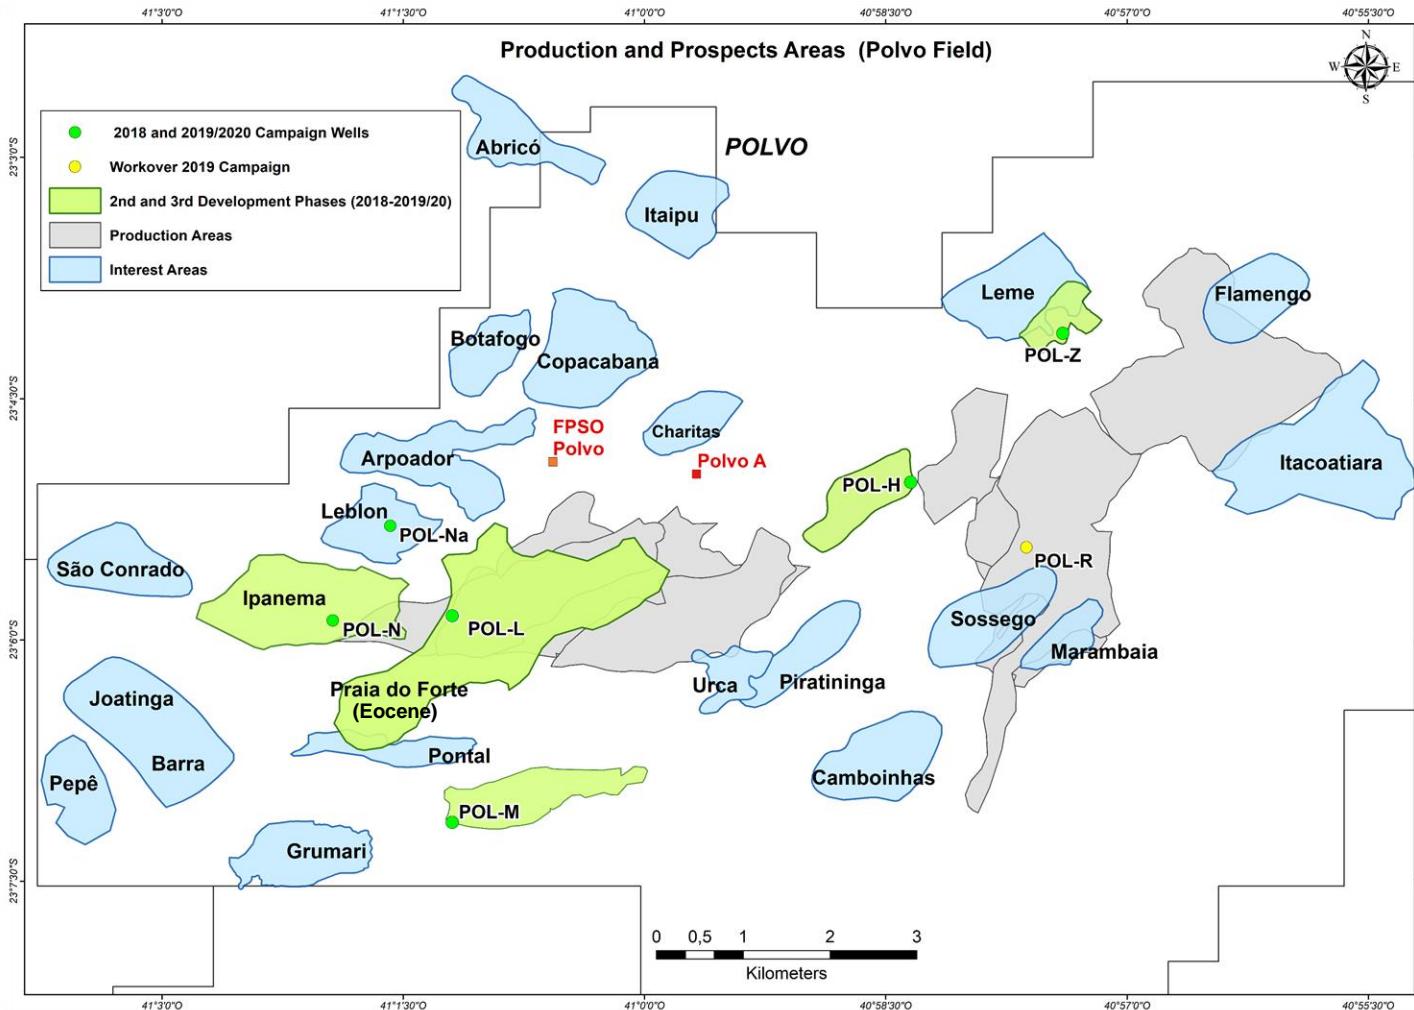 41°3'0"O 41°1'30"O 41°0'0"O 40°58'30"O 40°57'0"O 40°55'30"O
Production and Prospects Areas (Polvo Field)
N
W E
S
2018 and 2019/2020 Campaign Wells
Workover 2019 Campaign
2nd and 3rd Development Phases (2018-2019/20)
Production Areas
Interest Areas
23°3'0"S
23°4'30"S
23°6'0"S
23°7'30"S
Abricó
POLVO
Itaipu
Leme
Flamengo
Botafogo
Copacabana
POL-Z
FPSO
Polvo
Charitas
Arpoador
Polvo A
Itacoatiara
POL-H
Leblon
POL-Na
POL-R
São Conrado
Ipanema
POL-N
POL-L
Sossego
Marambaia
Urca
Piratininga
Joatinga
Praia do Forte
(Eocene)
Barra
Pontal
Pepê
Camboinhas
POL-M
Grumari
0 0,5 1 2 3
Kilometers
41°3'0"O 41°1'30"O 41°0'0"O 40°58'30"O 40°57'0"O 40°55'30"O